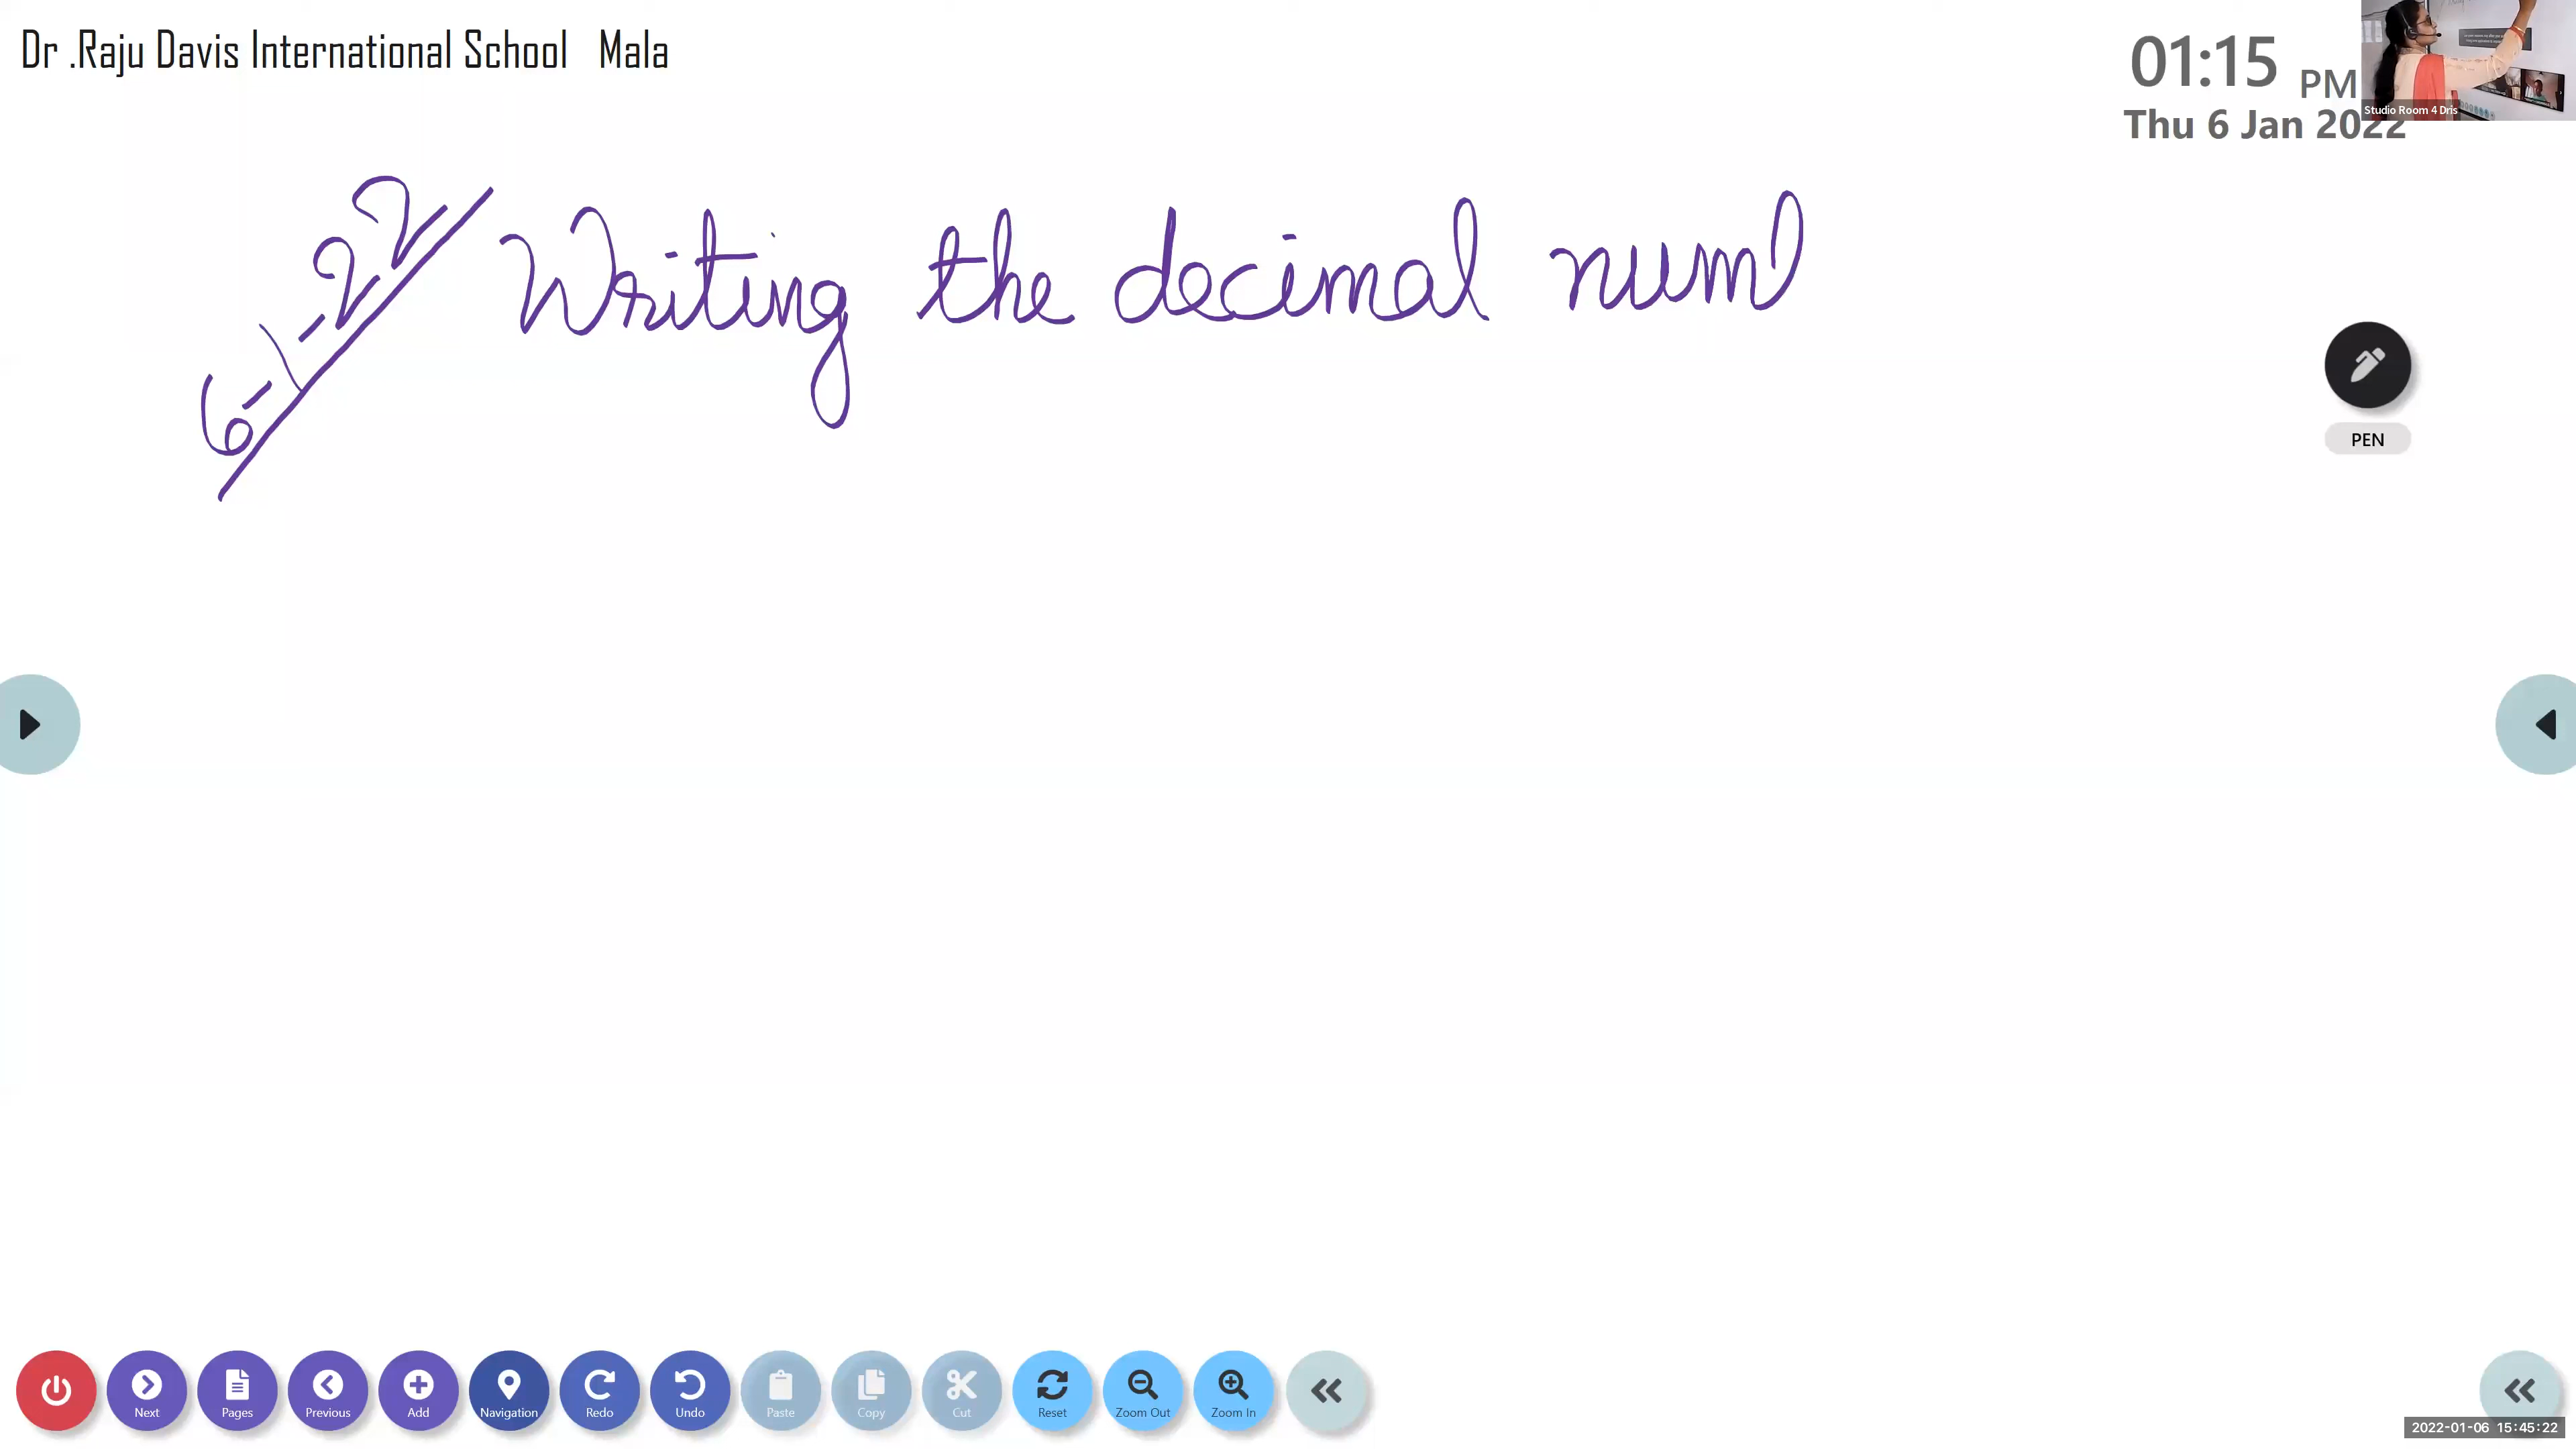 Dr .Raju Davis International School Mala
01:15 PM
Thu 6 Jan 2022
Studio Room 4 Dris
6-1-22 Writing the decimal num
PEN
Next Pages Previous Add Navigation Redo Undo Paste Copy Cut Reset Zoom Out Zoom In
2022-01-06 15:45:22